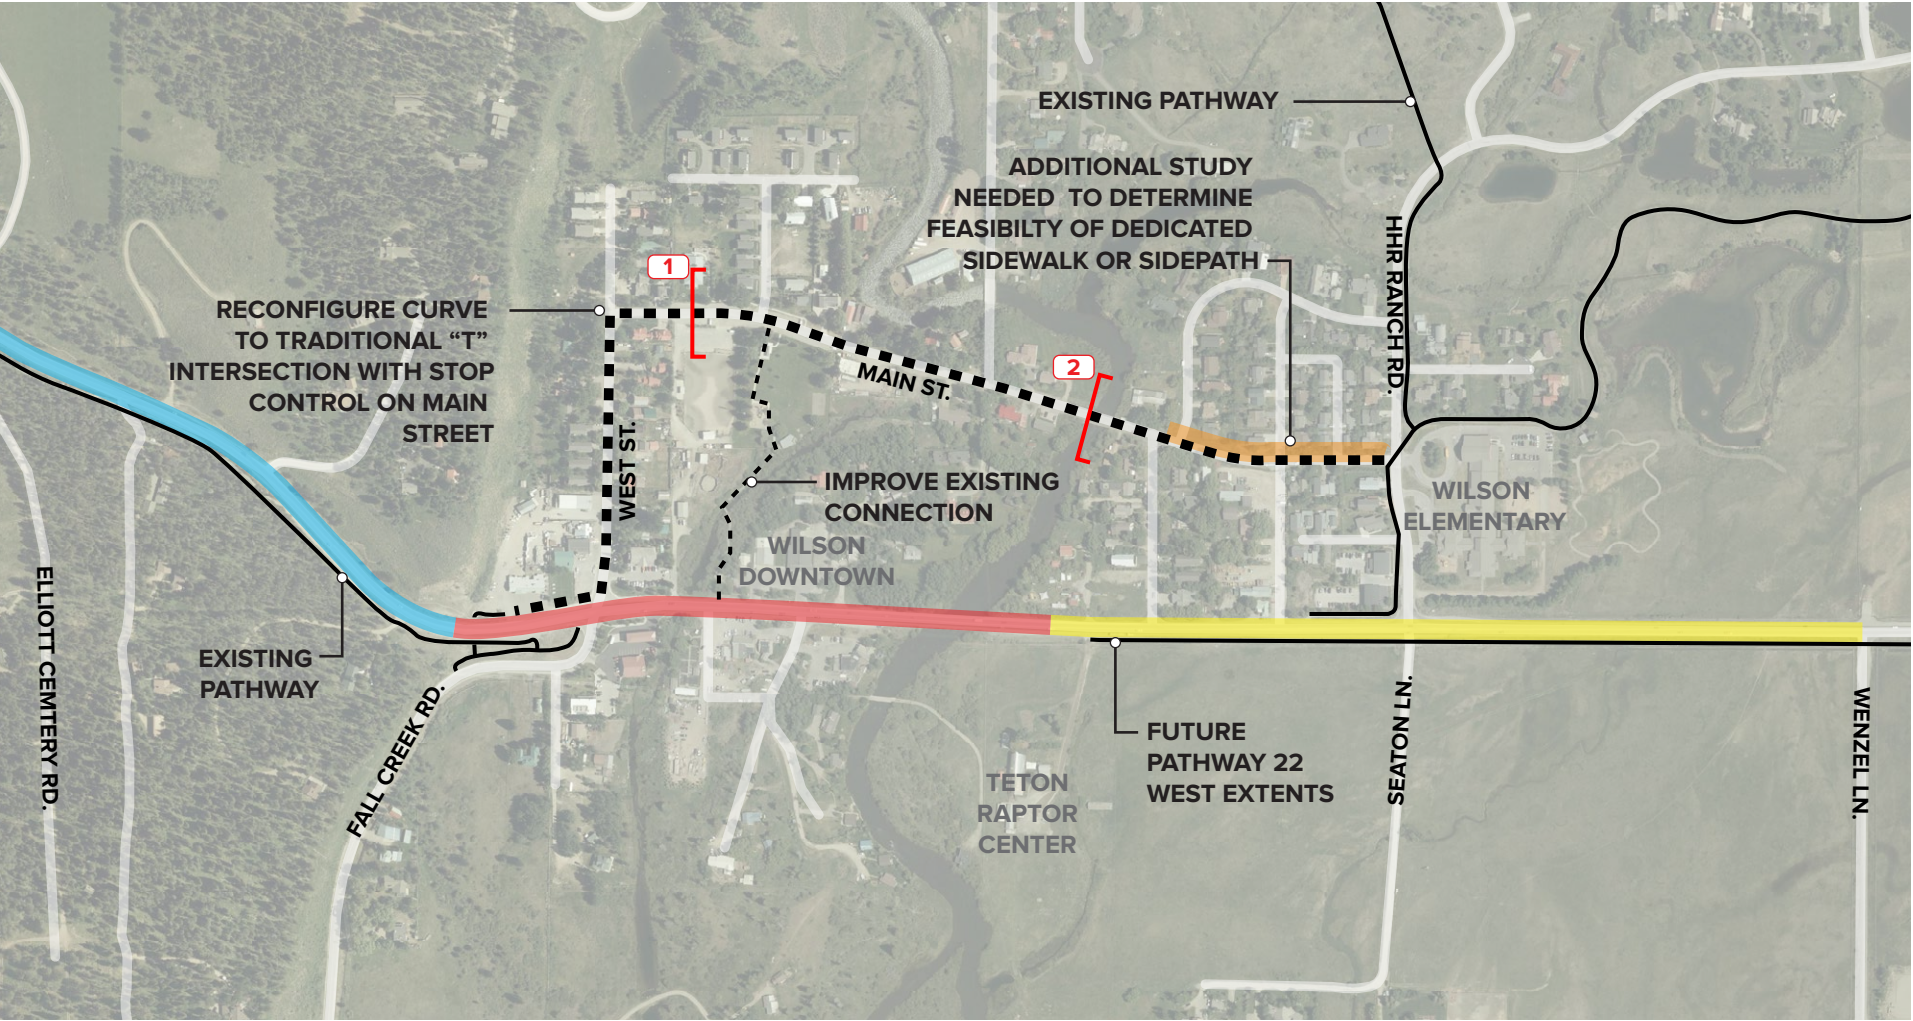 EXISTING PATHWAY
ADDITIONAL STUDY
NEEDED TO DETERMINE
FEASIBILTY OF DEDICATED
SIDEWALK OR SIDEPATH
HHR RANCH RD.
1
RECONFIGURE CURVE
TO TRADITIONAL “T”
INTERSECTION WITH STOP
CONTROL ON MAIN
STREET
2
MAIN ST.
WEST ST.
IMPROVE EXISTING
CONNECTION
WILSON
DOWNTOWN
WILSON
ELEMENTARY
ELLIOTT CEMTERY RD.
EXISTING
PATHWAY
FALL CREEK RD.
FUTURE
PATHWAY 22
WEST EXTENTS
TETON
RAPTOR
CENTER
SEATON LN.
WENZEL LN.